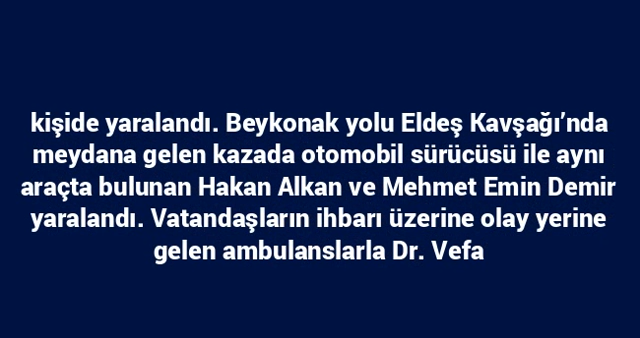 kişide yaralandı. Beykonak yolu Eldeş Kavşağı’nda
meydana gelen kazada otomobil sürücüsü ile aynı
araçta bulunan Hakan Alkan ve Mehmet Emin Demir
yaralandı. Vatandaşların ihbarı üzerine olay yerine
gelen ambulanslarla Dr. Vefa